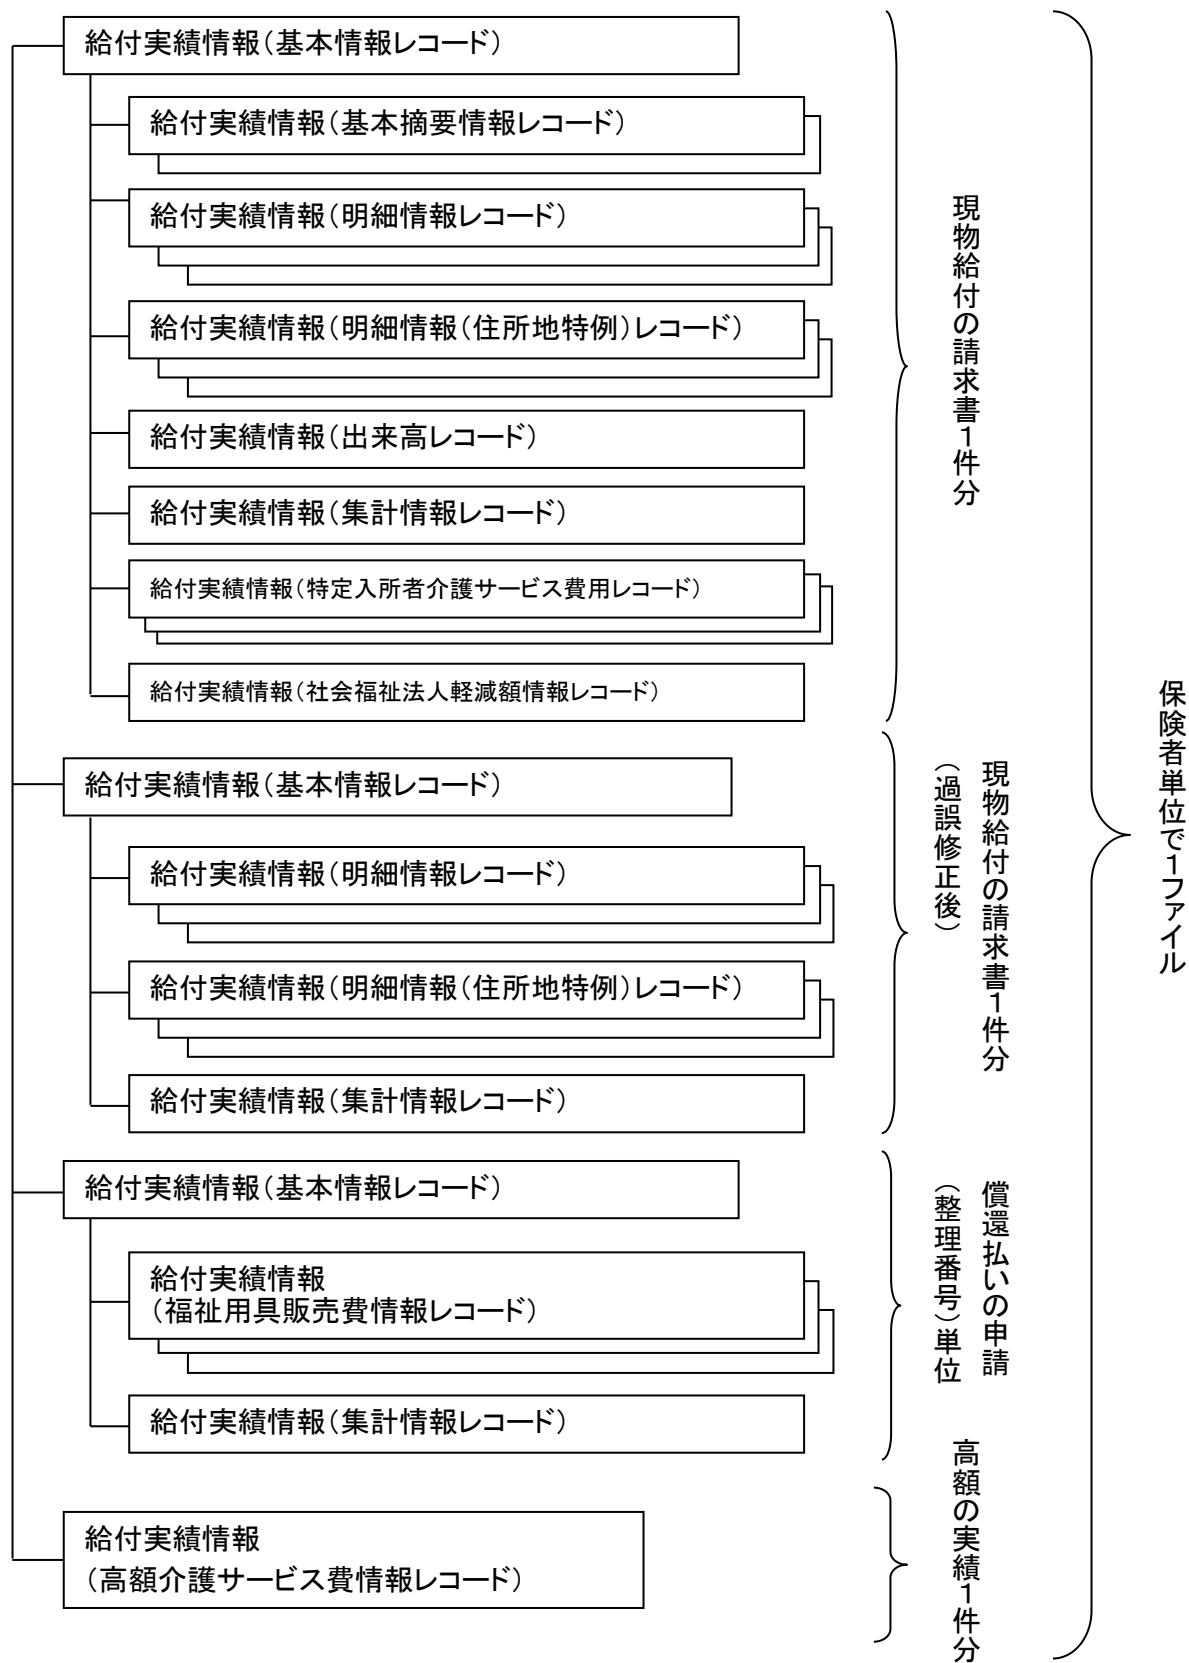 給付実績情報(基本情報レコード)
給付実績情報(基本摘要情報レコード)
給付実績情報(明細情報レコード)
給付実績情報(明細情報(住所地特例)レコード)
給付実績情報(出来高レコード)
給付実績情報(集計情報レコード)
給付実績情報(特定入所者介護サービス費用レコード)
給付実績情報(社会福祉法人軽減額情報レコード)
現物給付の請求書1件分
給付実績情報(基本情報レコード)
給付実績情報(明細情報レコード)
給付実績情報(明細情報(住所地特例)レコード)
給付実績情報(集計情報レコード)
現物給付の請求書1件分
(過誤修正後)
給付実績情報(基本情報レコード)
給付実績情報
(福祉用具販売費情報レコード)
給付実績情報(集計情報レコード)
償還払いの申請
(整理番号)単位
給付実績情報
(高額介護サービス費情報レコード)
高額の実績1件分
保険者単位で1ファイル